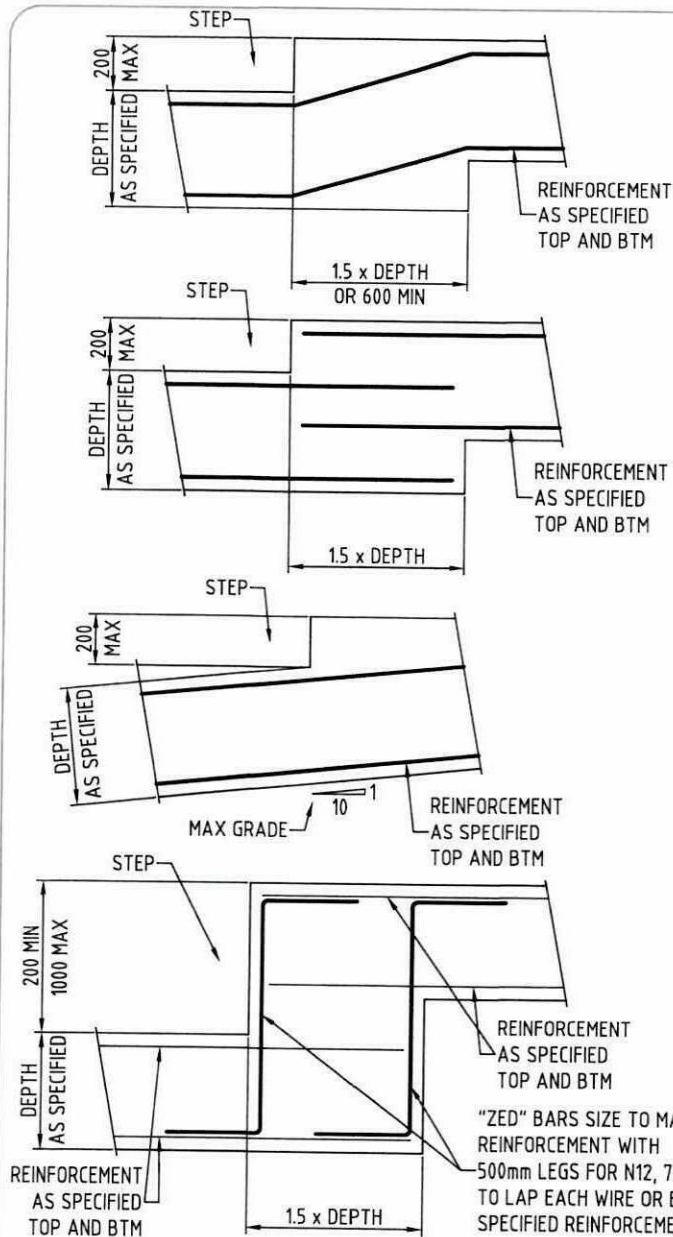 STEP
200
MAX
DEPTH
AS SPECIFIED
REINFORCEMENT
AS SPECIFIED
TOP AND BTM
1.5 x DEPTH
OR 600 MIN
STEP
200
MAX
DEPTH
AS SPECIFIED
REINFORCEMENT
AS SPECIFIED
TOP AND BTM
1.5 x DEPTH
STEP
200
MAX
DEPTH
AS SPECIFIED
10 1
MAX GRADE
REINFORCEMENT
AS SPECIFIED
TOP AND BTM
STEP
200 MIN
1000 MAX
DEPTH
AS SPECIFIED
REINFORCEMENT
AS SPECIFIED
TOP AND BTM
"ZED" BARS SIZE TO
REINFORCEMENT WITH
500mm LEGS FOR N12,
TO LAP EACH WIRE OR
SPECIFIED
REINFORCEMENT
AS SPECIFIED
TOP AND BTM
1.5 x DEPTH